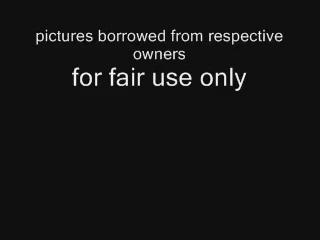 pictures borrowed from respective
owners
for fair use only